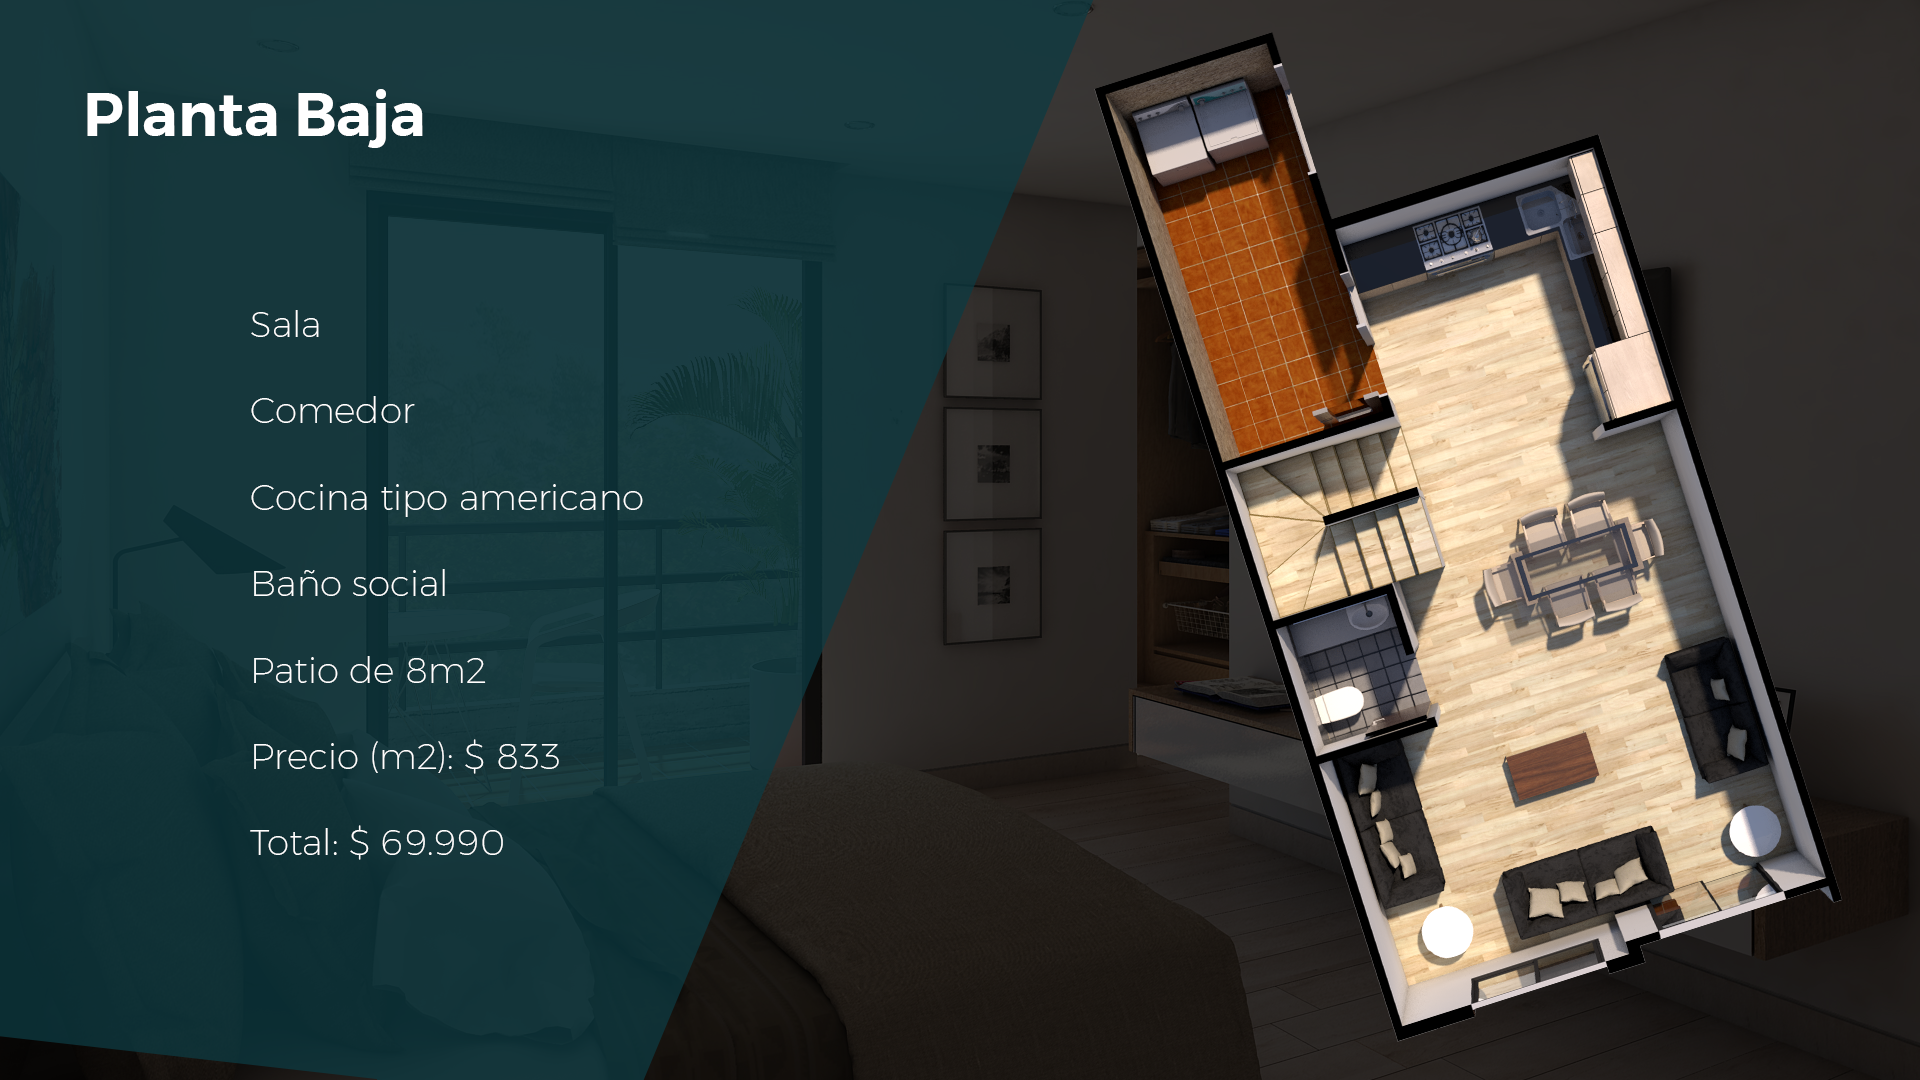 Planta Baja
Sala
Comedor
Cocina tipo americano
Baño social
Patio de 8m2
Precio (m2): $ 833
Total: $ 69.990